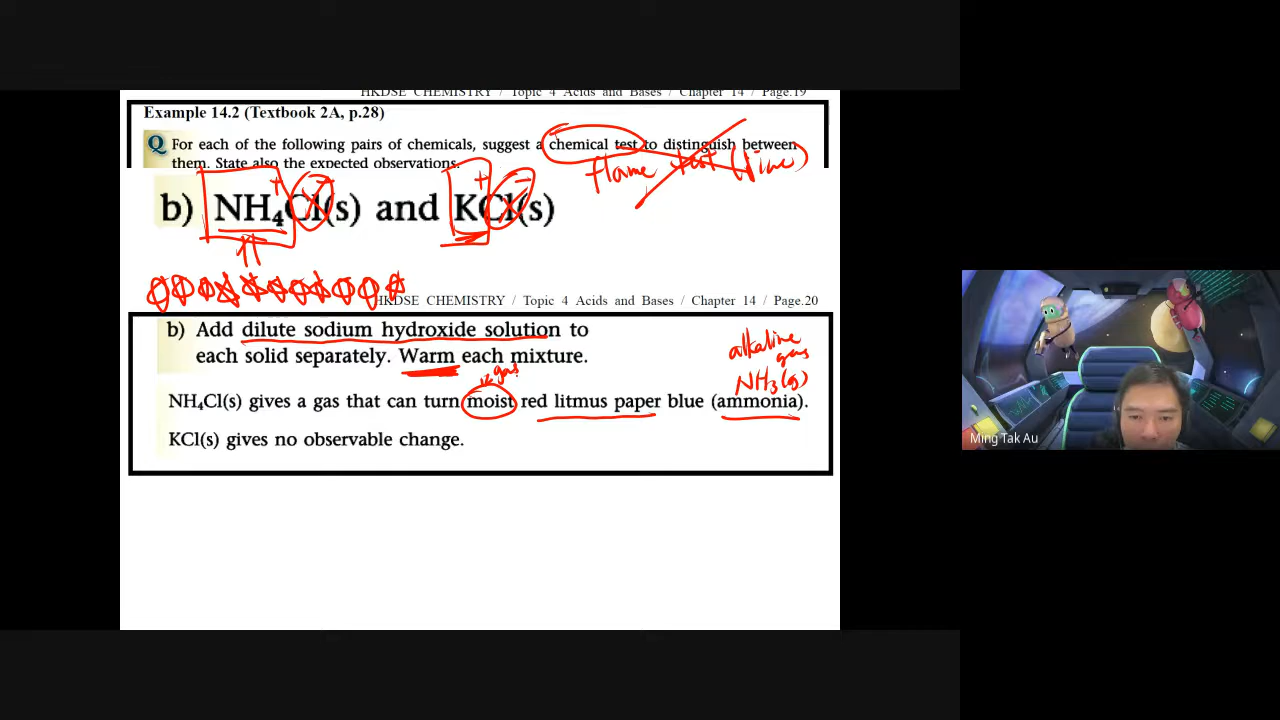 HKDSE CHEMISTRY / Topic 4 Acids and Bases / Chapter 14 / Page.19
Example 14.2 (Textbook 2A, p.28)
Q For each of the following pairs of chemicals, suggest a chemical test to distinguish between
them. State also the expected observations.
flame test
b) NH₄Cl(s) and KCl(s)
HKDSE CHEMISTRY / Topic 4 Acids and Bases / Chapter 14 / Page.20
b) Add dilute sodium hydroxide solution to
each solid separately. Warm each mixture.
alkaline
gas
NH₃(g)
gas
NH₄Cl(s) gives a gas that can turn moist red litmus paper blue (ammonia).
KCl(s) gives no observable change.
Ming Tak Au